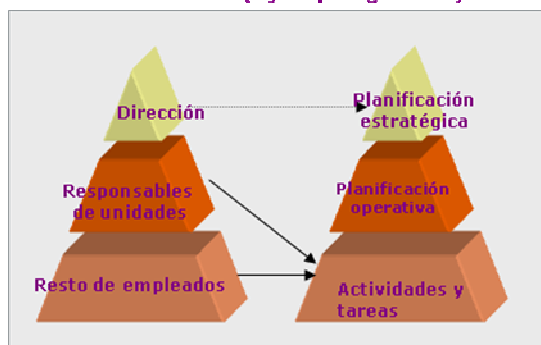 Dirección
Planificación
estratégica
Responsables
de unidades
Planificación
operativa
Resto de empleados
Actividades y
tareas